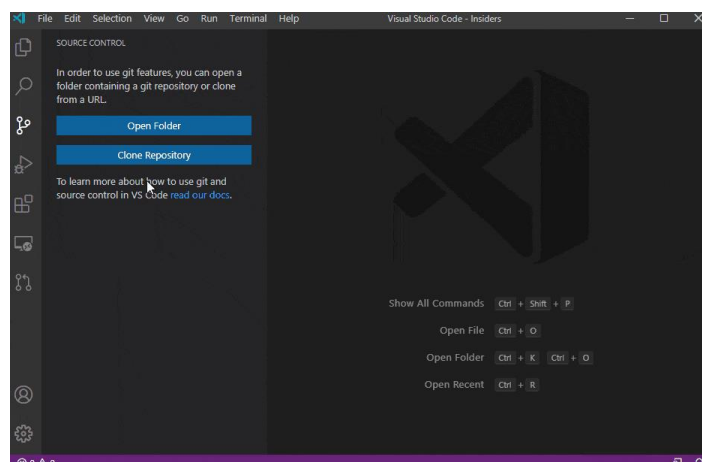 File Edit Selection View Go Run Terminal Help Visual Studio Code - Insiders
SOURCE CONTROL
In order to use git features, you can open a
folder containing a git repository or clone
from a URL.
Open Folder
Clone Repository
To learn more about how to use git and
source control in VS Code read our docs.
Show All Commands Ctrl + Shift + P
Open File Ctrl + O
Open Folder Ctrl + K Ctrl + O
Open Recent Ctrl + R